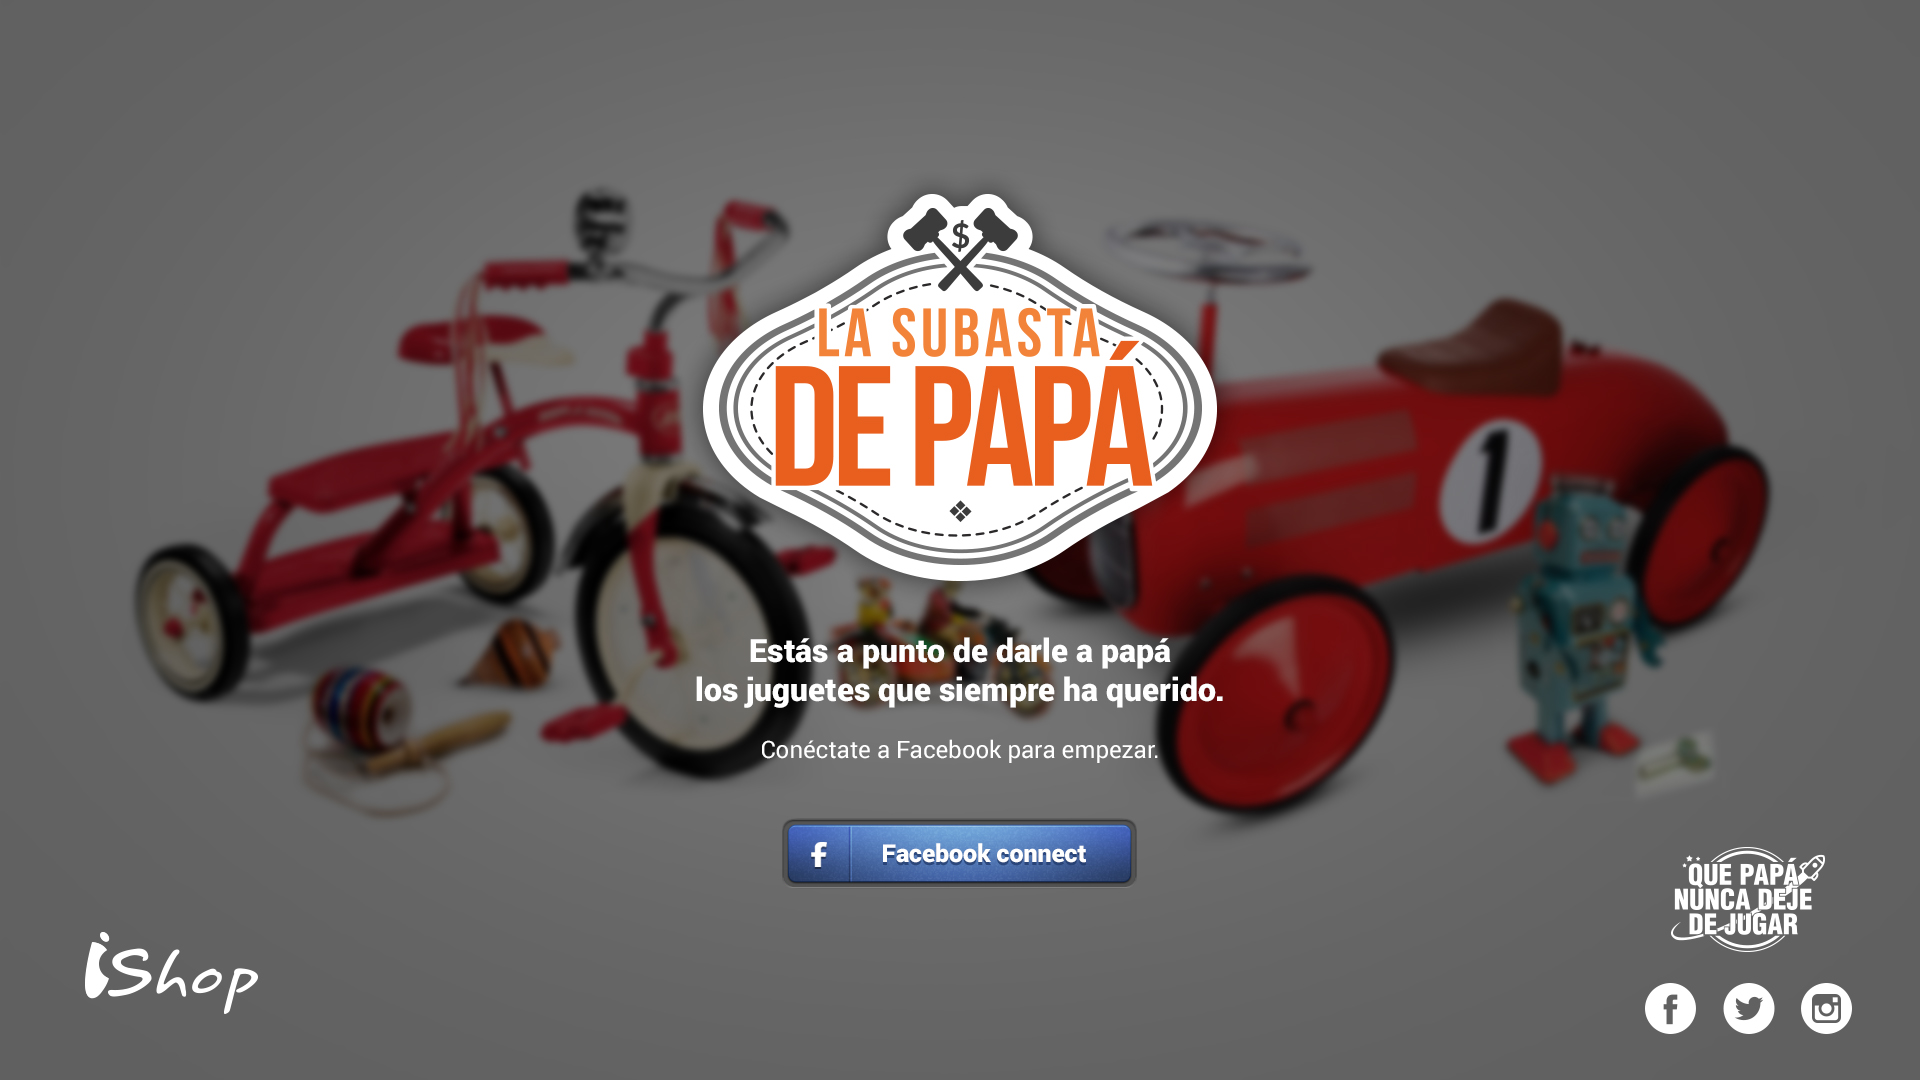 $
LA SUBASTA
DE PAPÁ
1
Estás a punto de darle a papá
los juguetes que siempre ha querido.
Conéctate a Facebook para empezar.
f
Facebook connect
QUE PAPÁ
NUNCA DEJE
DE JUGAR
iShop
f